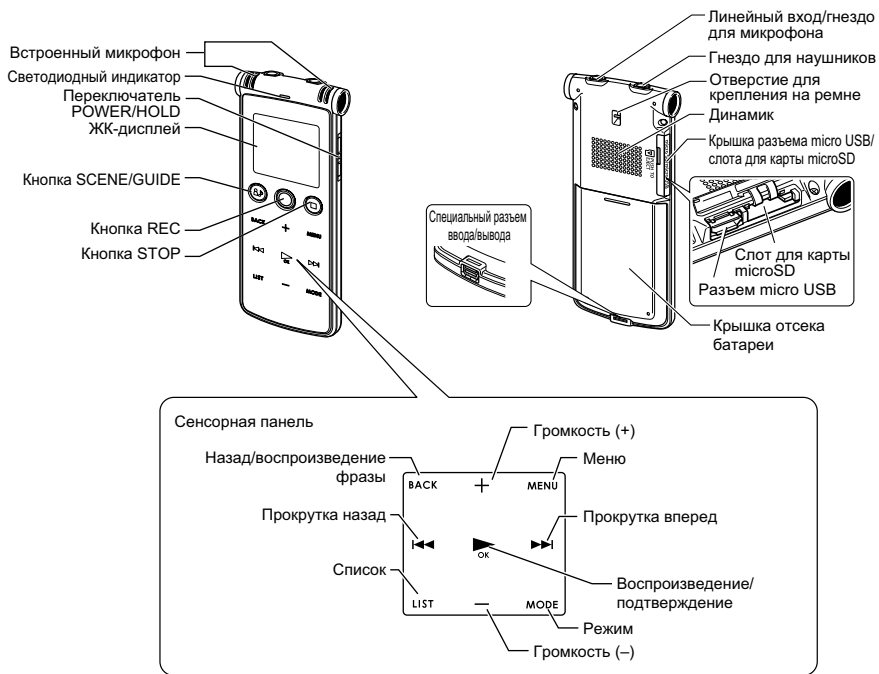 Встроенный микрофон
Светодиодный индикатор
Переключатель
POWER/HOLD
ЖК-дисплей
Кнопка SCENE/GUIDE
Кнопка REC
Кнопка STOP
BACK
MENU
OK
LIST
MODE
Линейный вход/гнездо
для микрофона
Гнездо для наушников
Отверстие для
крепления на ремне
Динамик
Крышка разъема micro USB/
слота для карты microSD
Специальный разъем
ввода/вывода
Слот для карты
microSD
Разъем micro USB
Крышка отсека
батареи
Сенсорная панель
Громкость (+)
Назад/воспроизведение
фразы
Меню
BACK
+
MENU
Прокрутка назад
Прокрутка вперед
OK
Список
Воспроизведение/
подтверждение
LIST
—
MODE
Режим
Громкость (–)